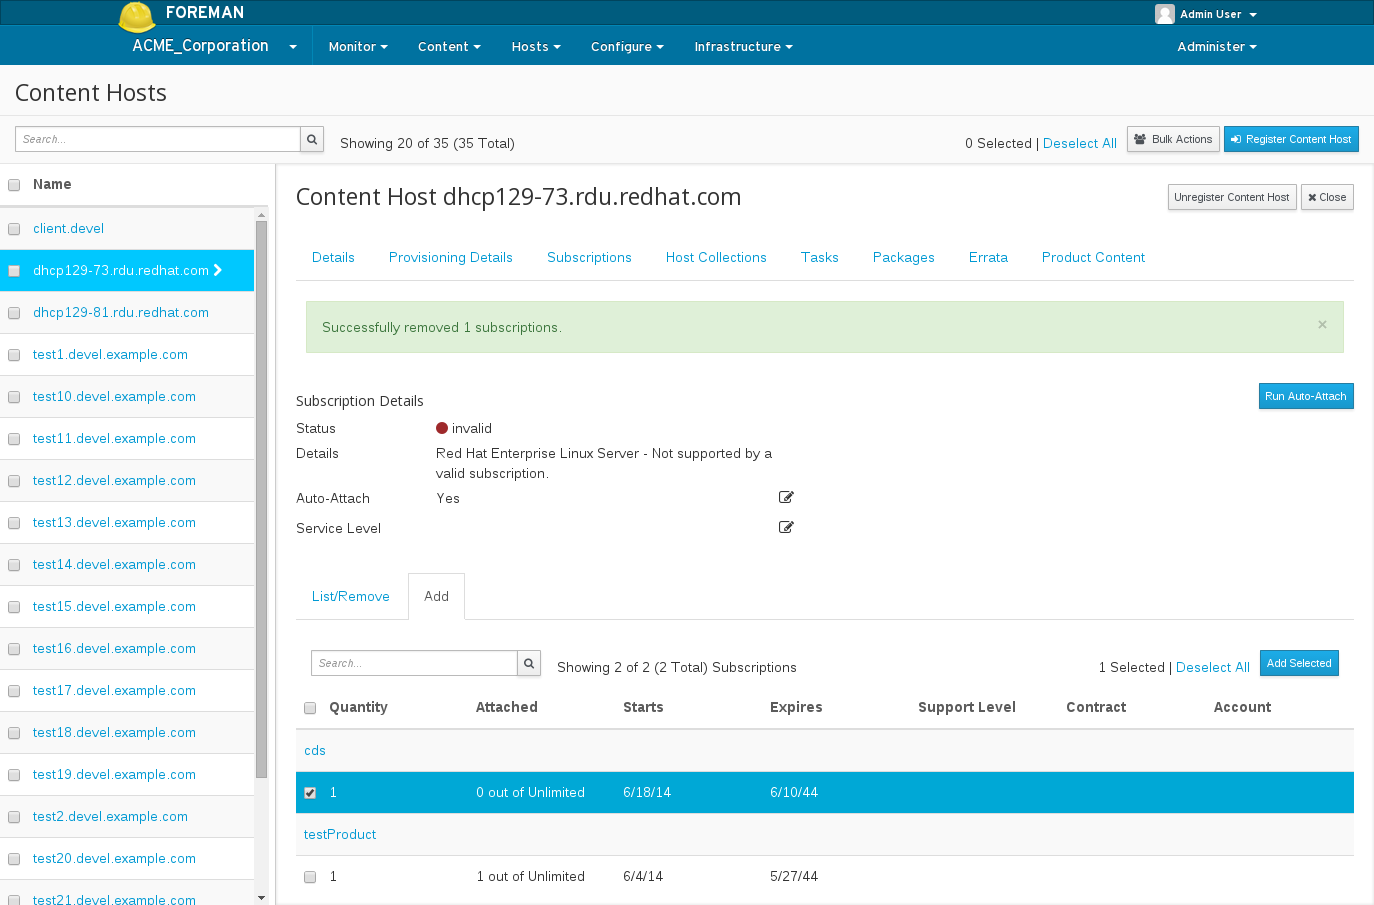 FOREMAN
Admin User
ACME_Corporation
Monitor
Content
Hosts
Configure
Infrastructure
Administer
Content Hosts
Search...
Showing 20 of 35 (35 Total)
0 Selected | Deselect All
Bulk Actions
Register Content Host
Name
client.devel
dhcp129-73.rdu.redhat.com
dhcp129-81.rdu.redhat.com
test1.devel.example.com
test10.devel.example.com
test11.devel.example.com
test12.devel.example.com
test13.devel.example.com
test14.devel.example.com
test15.devel.example.com
test16.devel.example.com
test17.devel.example.com
test18.devel.example.com
test19.devel.example.com
test2.devel.example.com
test20.devel.example.com
test21.devel.example.com
Content Host dhcp129-73.rdu.redhat.com
Unregister Content Host
Close
Details
Provisioning Details
Subscriptions
Host Collections
Tasks
Packages
Errata
Product Content
Successfully removed 1 subscriptions.
×
Subscription Details
Run Auto-Attach
Status invalid
Details Red Hat Enterprise Linux Server - Not supported by a
valid subscription.
Auto-Attach Yes
Service Level
List/Remove
Add
Search...
Showing 2 of 2 (2 Total) Subscriptions
1 Selected | Deselect All
Add Selected
Quantity Attached Starts Expires Support Level Contract Account
cds
1 0 out of Unlimited 6/18/14 6/10/44
testProduct
1 1 out of Unlimited 6/4/14 5/27/44